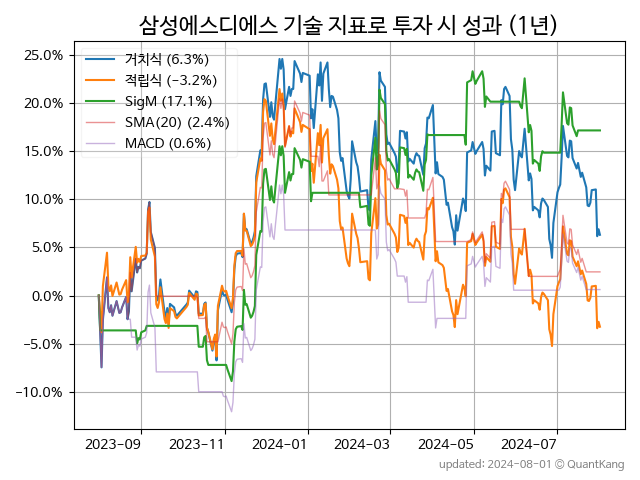 삼성에스디에스 기술 지표로 투자 시 성과 (1년)
25.0%
20.0%
15.0%
10.0%
5.0%
0.0%
−5.0%
−10.0%
거치식 (6.3%)
적립식 (−3.2%)
SigM (17.1%)
SMA(20) (2.4%)
MACD (0.6%)
2023-09 2023-11 2024-01 2024-03 2024-05 2024-07
updated: 2024-08-01 © QuantKang